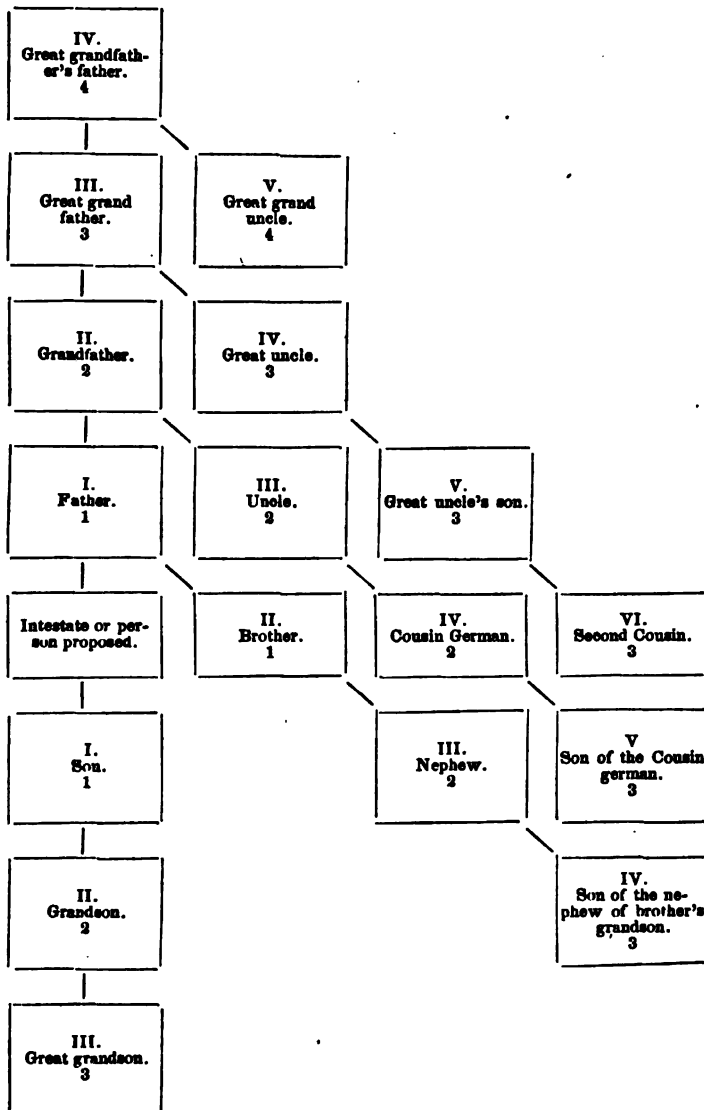 IV.
Great grandfath-
er's father.
4
III.
Great grand
father.
3
V.
Great grand
uncle.
4
II.
Grandfather.
2
IV.
Great uncle.
3
I.
Father.
1
III.
Uncle.
2
V.
Great uncle's son.
3
Intestate or per-
son proposed.
II.
Brother.
1
IV.
Cousin German.
2
VI.
Second Cousin.
3
I.
Son.
1
III.
Nephew.
2
V
Son of the Cousin
german.
3
II.
Grandson.
2
IV.
Son of the ne-
phew of brother's
grandson.
3
III.
Great grandson.
3